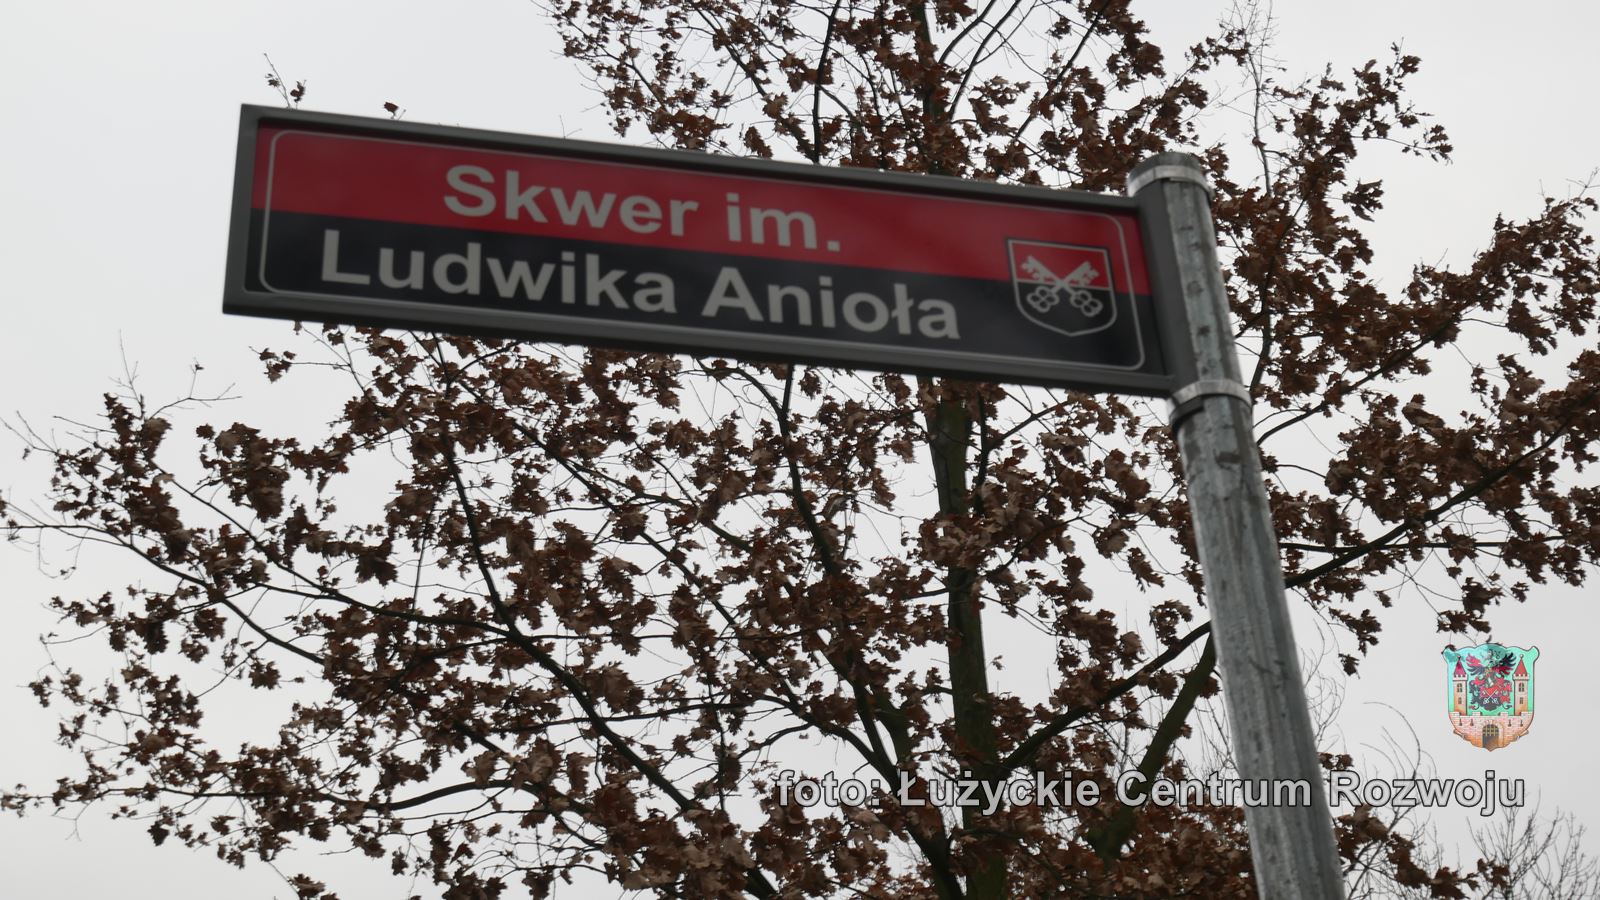 Skwer im.
Ludwika Anioła
foto: Łużyckie Centrum Rozwoju